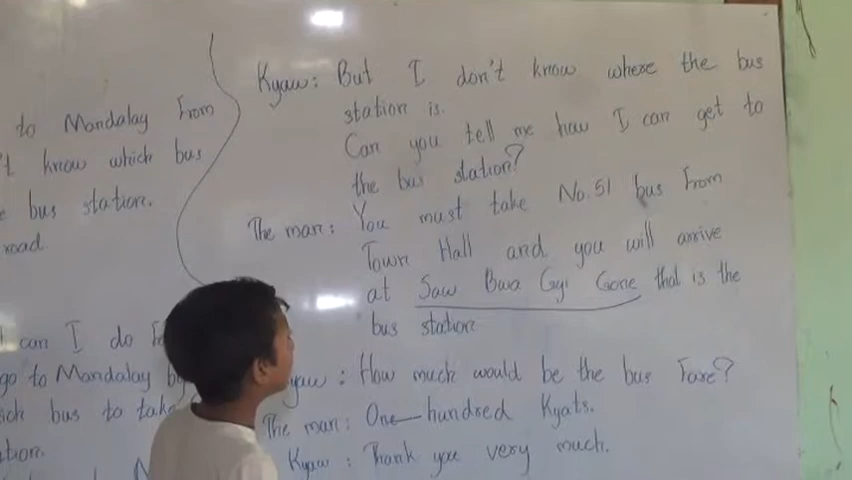 to Mandalay From
't know which bus
bus station.
road.
can I do
go to Mandalay by
ich bus to take
tion.
Kyaw: But I don't know where the bus
station is.
Can you tell me how I can get to
the bus station?
The man: You must take No.51 bus From
Town Hall and you will arrive
at Saw Bwa Gyi Gone that is the
bus station
yaw: How much would be the bus Fare?
The man: One hundred Kyats.
Kyaw: Thank you very much.